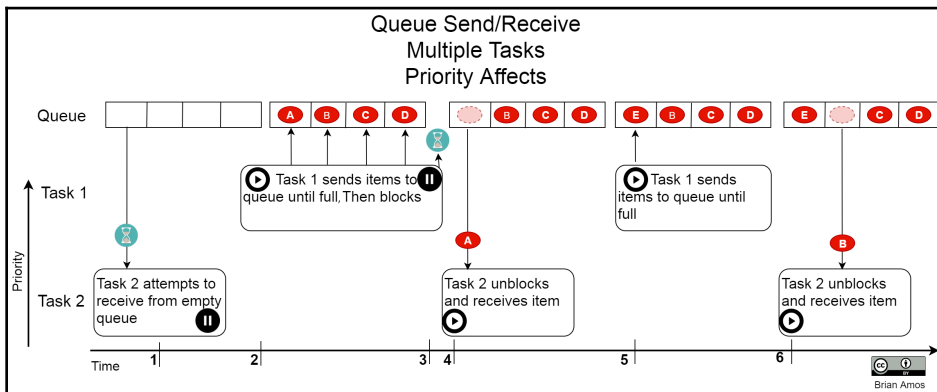 Queue Send/Receive
Multiple Tasks
Priority Affects
Queue
A
B
C
D
B
C
D
E
B
C
D
E
C
D
Task 1
Task 1 sends items to
queue until full, Then blocks
Task 1 sends
items to queue until
full
Priority
A
B
Task 2
Task 2 attempts to
receive from empty
queue
Task 2 unblocks
and receives item
Task 2 unblocks
and receives item
Time
1
2
3
4
5
6
cc
BY
Brian Amos